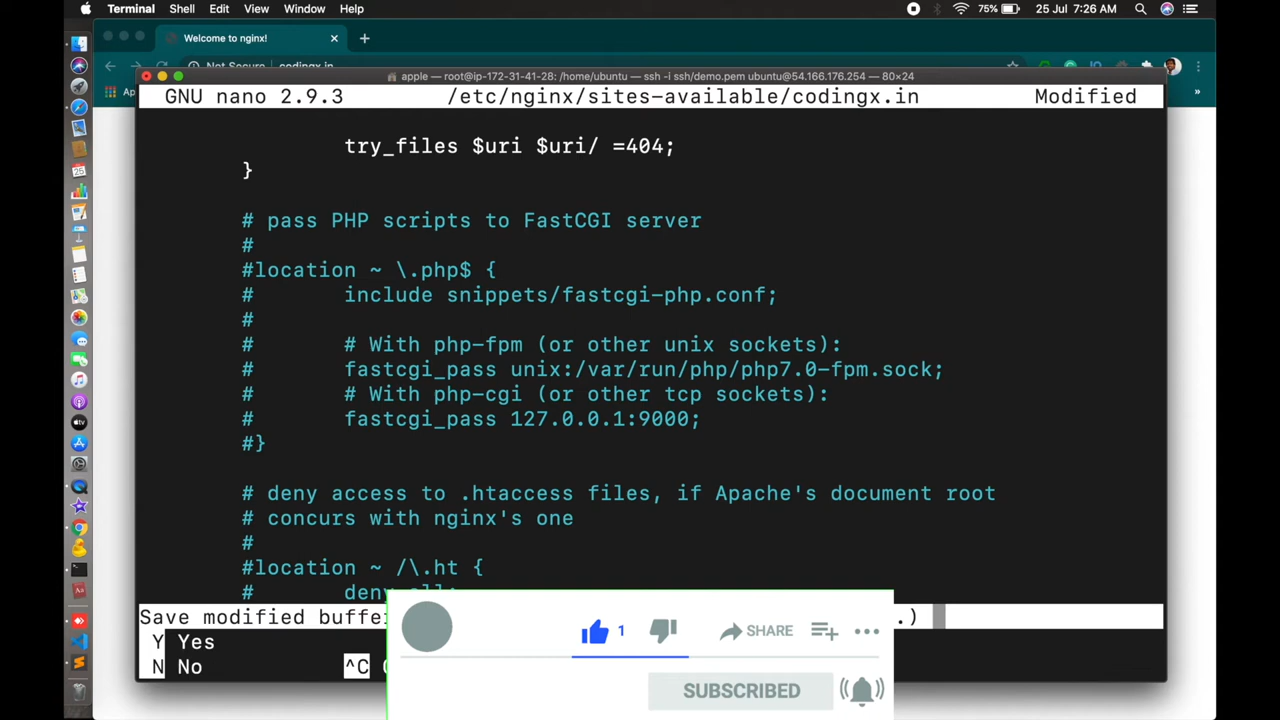 Terminal Shell Edit View Window Help 75% 25 Jul 7:26 AM
Welcome to nginx!
Not Secure codingx.in
apple — root@ip-172-31-41-28: /home/ubuntu — ssh -i ssh/demo.pem ubuntu@54.166.176.254 — 80×24
GNU nano 2.9.3 /etc/nginx/sites-available/codingx.in Modified
try_files $uri $uri/ =404;
}
# pass PHP scripts to FastCGI server
#
#location ~ \.php$ {
# include snippets/fastcgi-php.conf;
#
# # With php-fpm (or other unix sockets):
# fastcgi_pass unix:/var/run/php/php7.0-fpm.sock;
# # With php-cgi (or other tcp sockets):
# fastcgi_pass 127.0.0.1:9000;
#}
# deny access to .htaccess files, if Apache's document root
# concurs with nginx's one
#
#location ~ /\.ht {
# deny all;
Save modified .)
Y Yes
N No ^C
1 SHARE
SUBSCRIBED